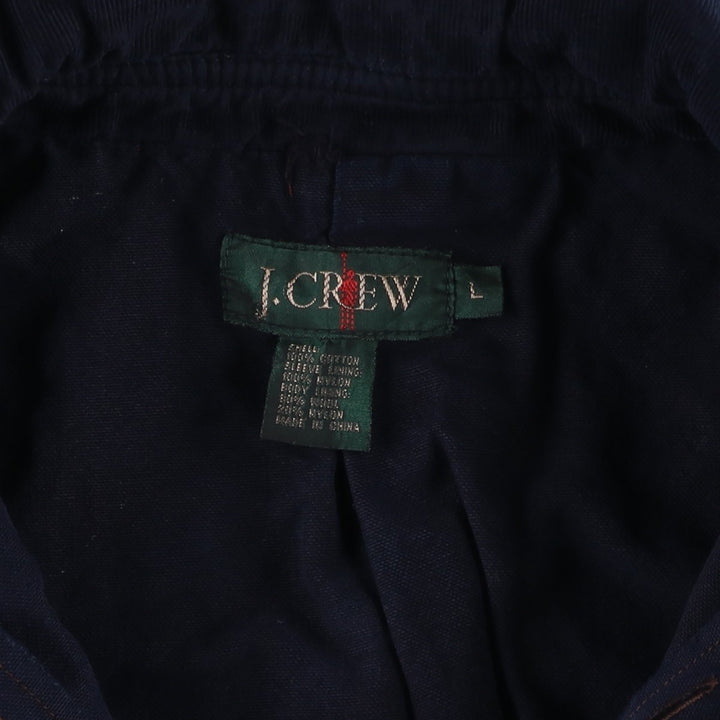 J.CREW
L
SHELL:
100% COTTON
SLEEVE LINING:
100% NYLON
BODY LINING:
80% WOOL
20% NYLON
MADE IN CHINA